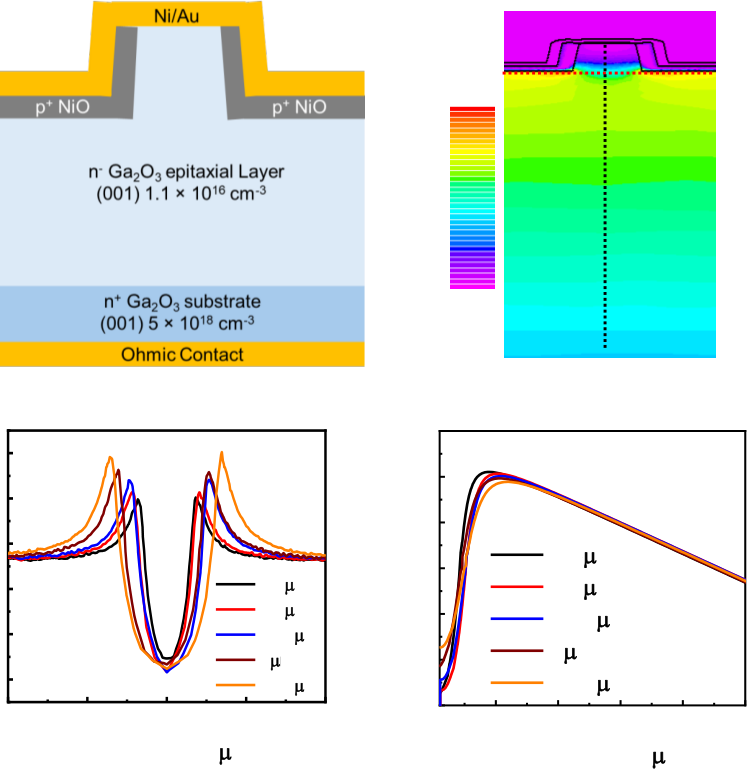 Ni/Au
p⁺ NiO p⁺ NiO
n⁻ Ga₂O₃ epitaxial Layer
(001) 1.1 × 10¹⁶ cm⁻³
n⁺ Ga₂O₃ substrate
(001) 5 × 10¹⁸ cm⁻³
Ohmic Contact
μ
μ
μ
μ
μ
μ
μ
μ
μ
μ
μ
μ